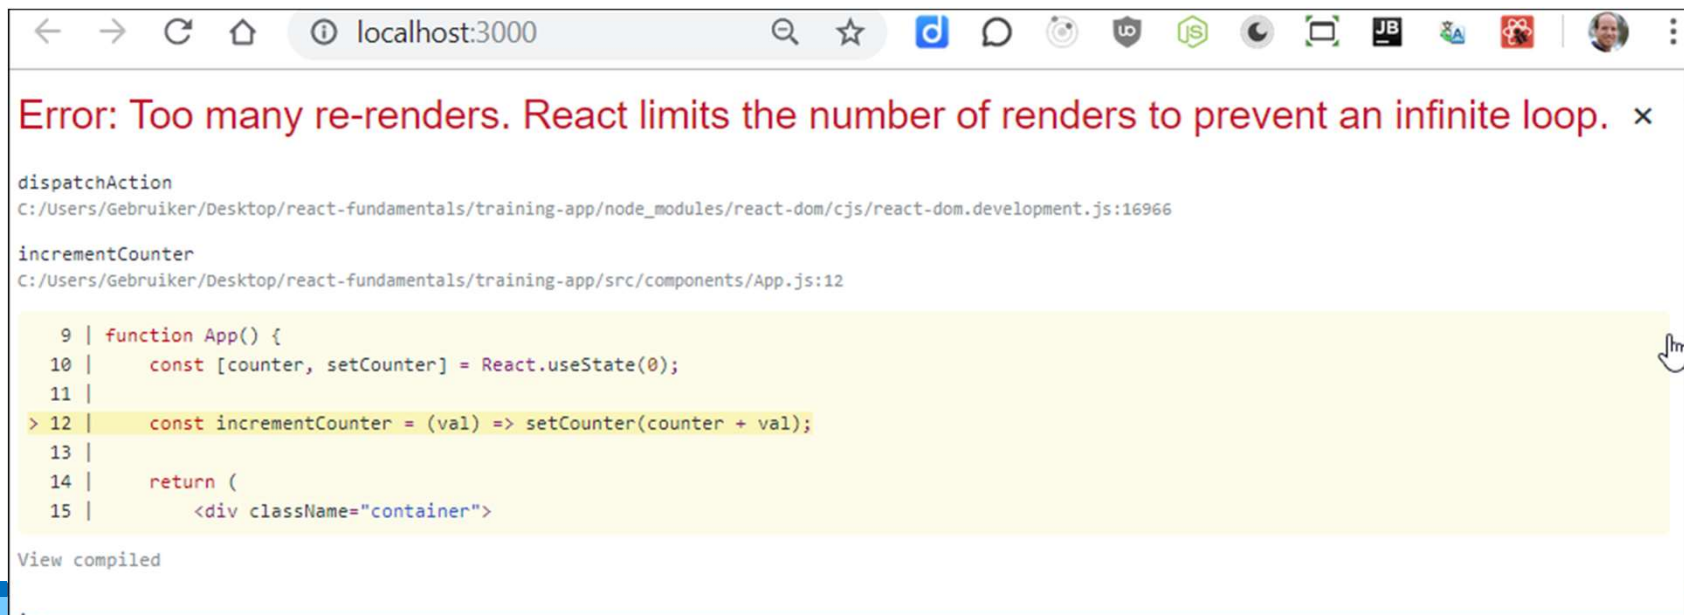 localhost:3000
Error: Too many re-renders. React limits the number of renders to prevent an infinite loop. ×
dispatchAction
C:/Users/Gebruiker/Desktop/react-fundamentals/training-app/node_modules/react-dom/cjs/react-dom.development.js:16966
incrementCounter
C:/Users/Gebruiker/Desktop/react-fundamentals/training-app/src/components/App.js:12
9 | function App() {
10 |     const [counter, setCounter] = React.useState(0);
11 |
> 12 |     const incrementCounter = (val) => setCounter(counter + val);
13 |
14 |     return (
15 |         <div className="container">
View compiled